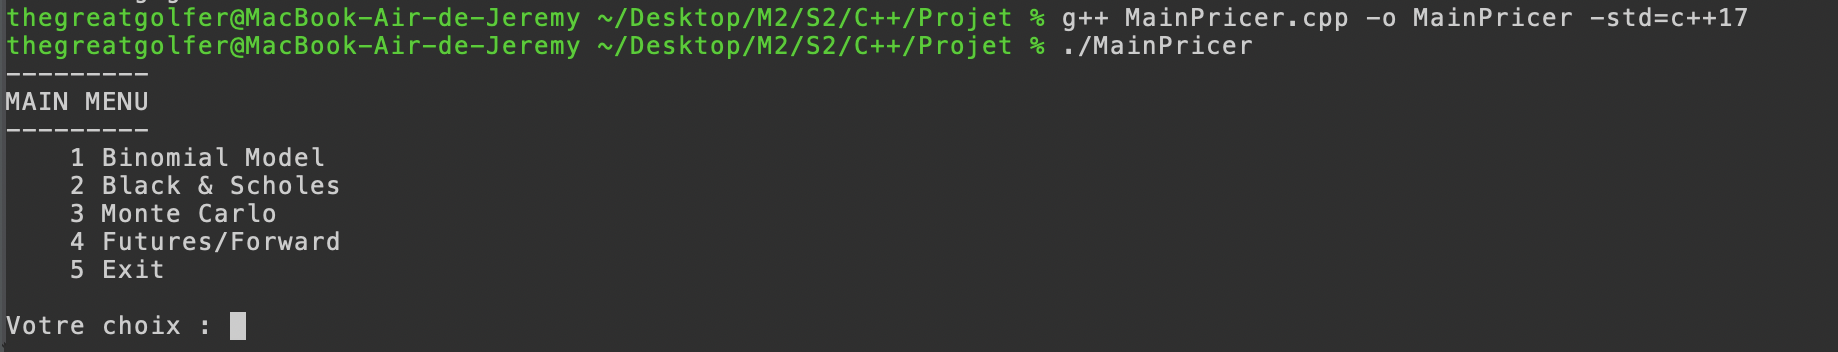 thegreatgolfer@MacBook-Air-de-Jeremy ~/Desktop/M2/S2/C++/Projet % g++ MainPricer.cpp -o MainPricer -std=c++17
thegreatgolfer@MacBook-Air-de-Jeremy ~/Desktop/M2/S2/C++/Projet % ./MainPricer
---------
MAIN MENU
---------
    1 Binomial Model
    2 Black & Scholes
    3 Monte Carlo
    4 Futures/Forward
    5 Exit
Votre choix :